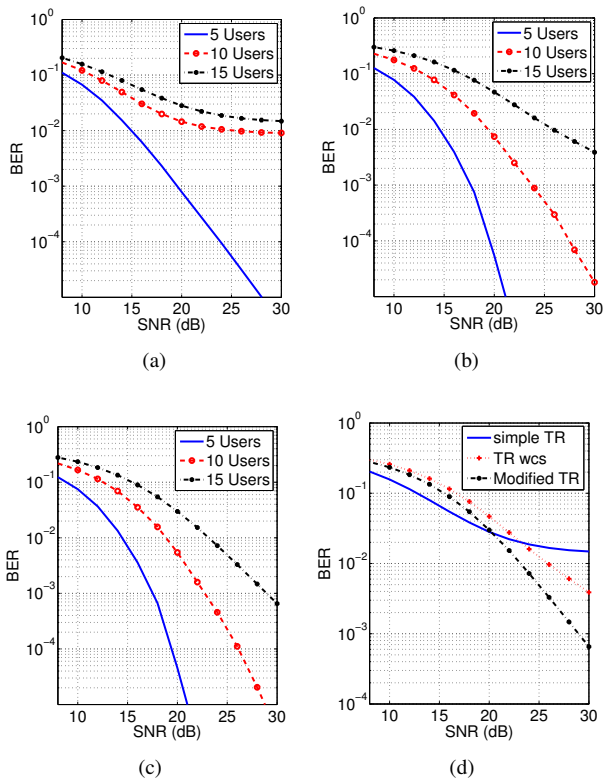 10^0
10^-1
10^-2
10^-3
10^-4
BER
5 Users
10 Users
15 Users
10 15 20 25 30
SNR (dB)
(a)
10^0
10^-1
10^-2
10^-3
10^-4
BER
5 Users
10 Users
15 Users
10 15 20 25 30
SNR (dB)
(b)
10^0
10^-1
10^-2
10^-3
10^-4
BER
5 Users
10 Users
15 Users
10 15 20 25 30
SNR (dB)
(c)
10^0
10^-1
10^-2
10^-3
10^-4
BER
simple TR
TR wcs
Modified TR
10 15 20 25 30
SNR (dB)
(d)